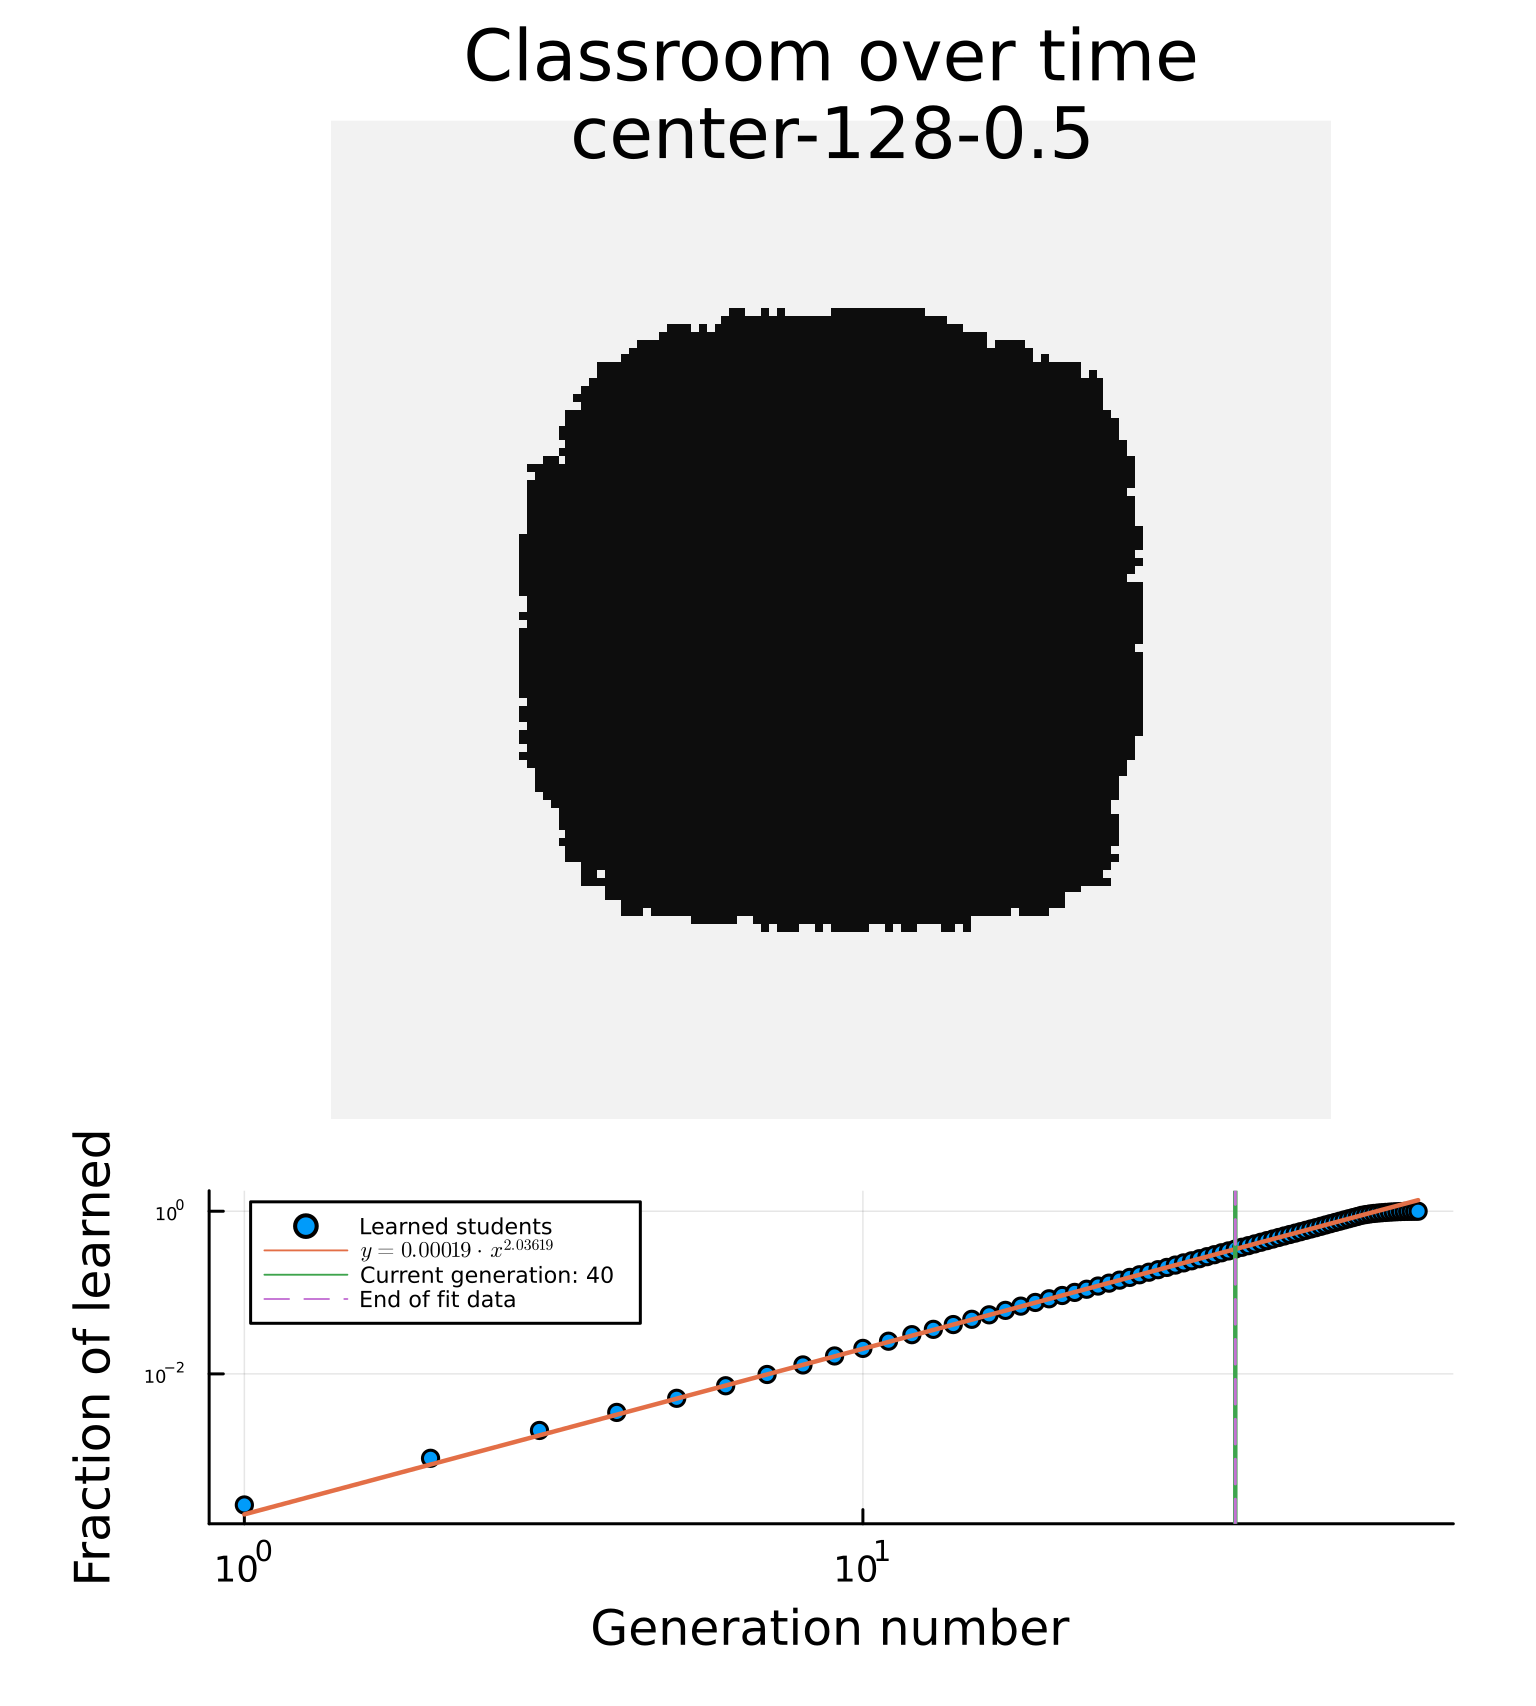 Classroom over time
center-128-0.5
Fraction of learned
10⁰
10⁻²
Learned students
y = 0.00019 · x^2.03619
Current generation: 40
End of fit data
10⁰
10¹
Generation number